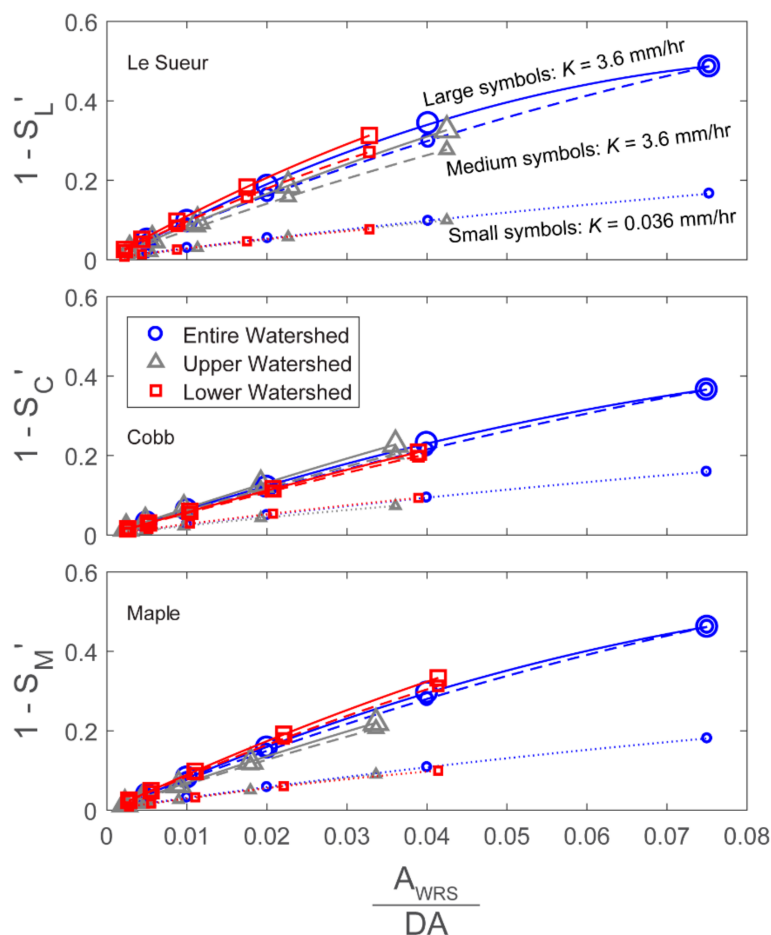 0.6
Le Sueur
Large symbols: K = 3.6 mm/hr
0.4
1 - S_L'
Medium symbols: K = 3.6 mm/hr
0.2
Small symbols: K = 0.036 mm/hr
0
0.6
Entire Watershed
0.4
Upper Watershed
1 - S_C'
Lower Watershed
Cobb
0.2
0
0.6
Maple
0.4
1 - S_M'
0.2
0
0 0.01 0.02 0.03 0.04 0.05 0.06 0.07 0.08
A_WRS
DA